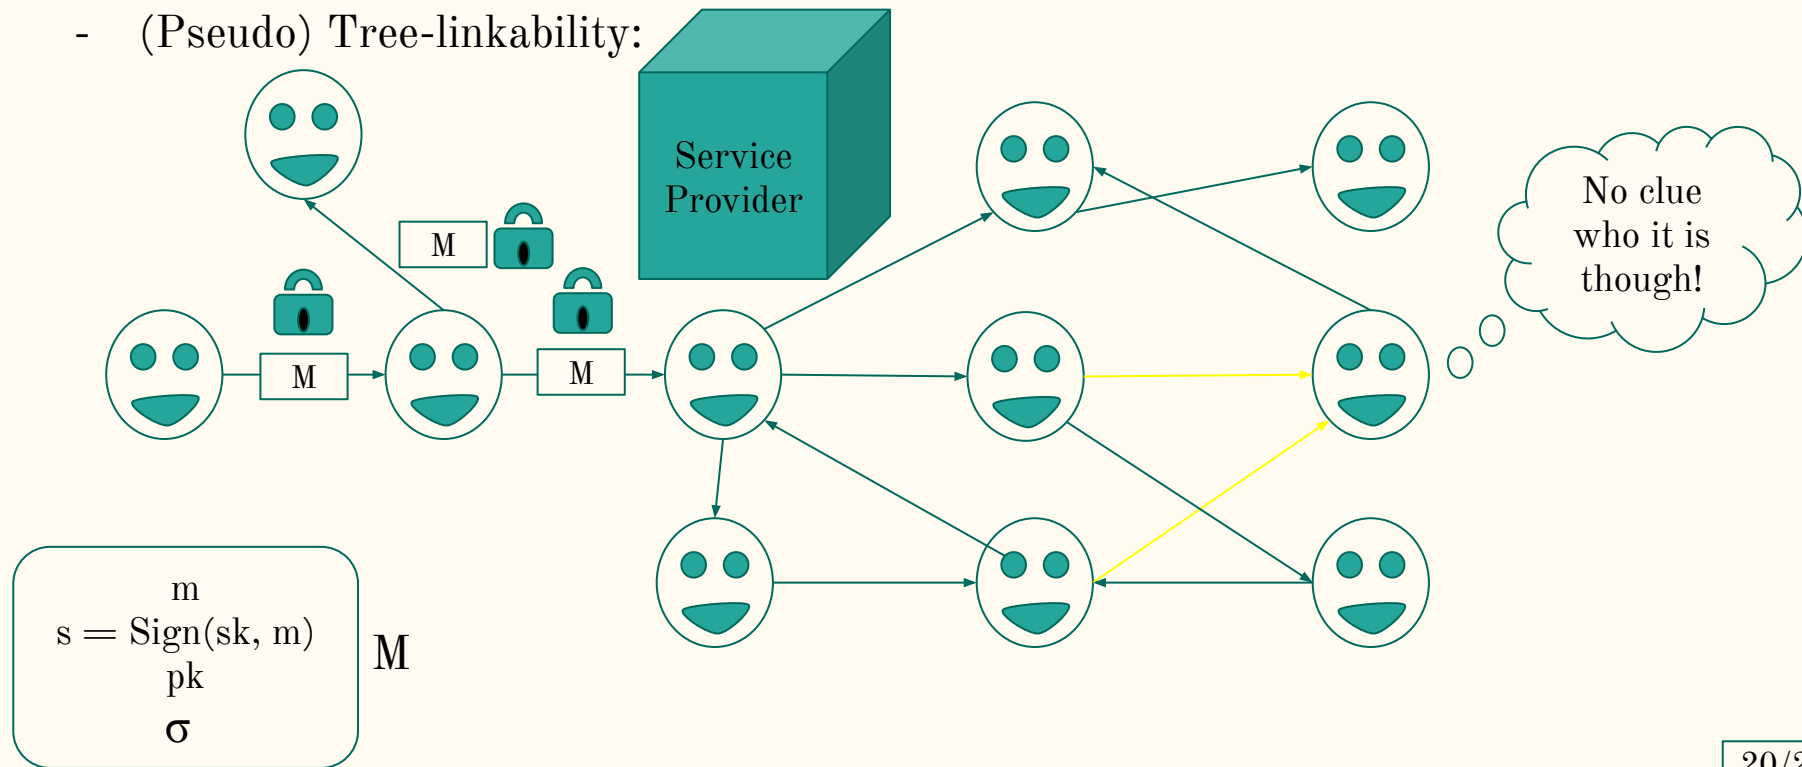 - (Pseudo) Tree-linkability:
Service
Provider
No clue
who it is
though!
M
M
M
m
s = Sign(sk, m)
pk
σ
M